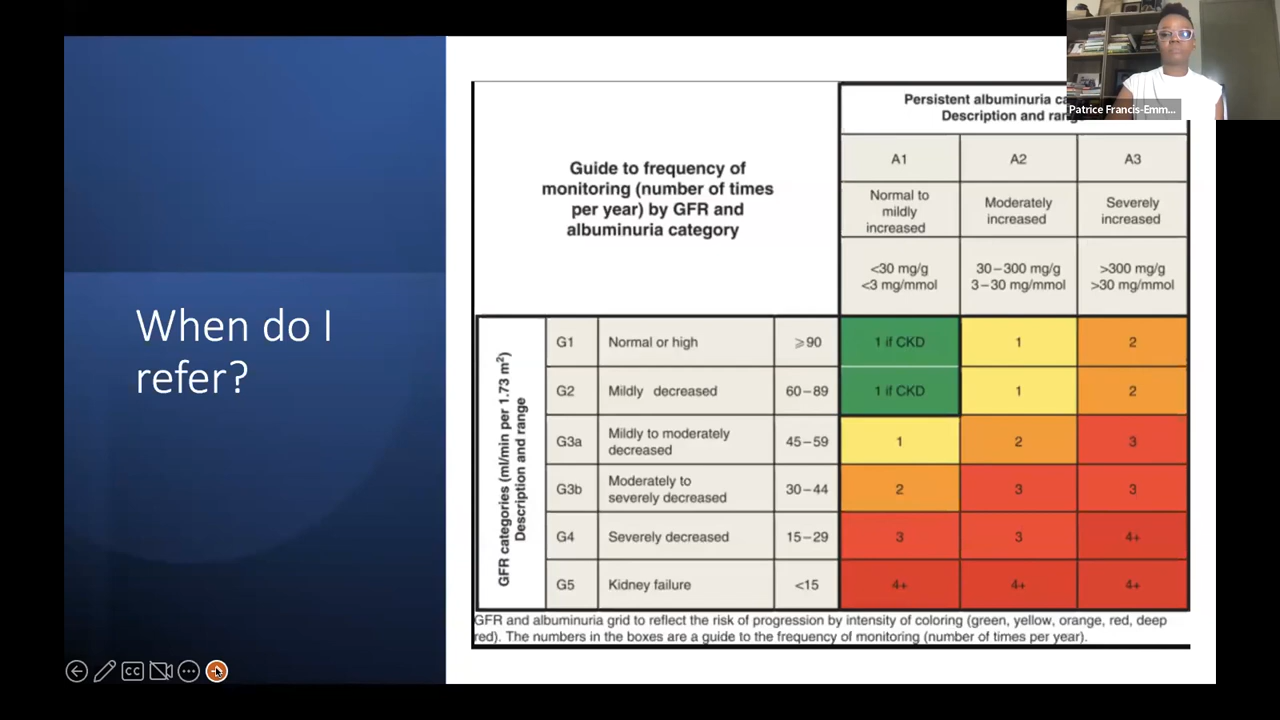 Patrice Francis-Emm...
When do I
refer?
Guide to frequency of
monitoring (number of times
per year) by GFR and
albuminuria category
Persistent albuminuria
Description and
A1
A2
A3
Normal to
mildly
increased
Moderately
increased
Severely
increased
<30 mg/g
<3 mg/mmol
30–300 mg/g
3–30 mg/mmol
>300 mg/g
>30 mg/mmol
GFR categories (ml/min per 1.73 m²)
Description and range
G1 Normal or high ⩾90 1 if CKD 1 2
G2 Mildly decreased 60–89 1 if CKD 1 2
G3a Mildly to moderately
decreased 45–59 1 2 3
G3b Moderately to
severely decreased 30–44 2 3 3
G4 Severely decreased 15–29 3 3 4+
G5 Kidney failure <15 4+ 4+ 4+
GFR and albuminuria grid to reflect the risk of progression by intensity of coloring (green, yellow, orange, red, deep
red). The numbers in the boxes are a guide to the frequency of monitoring (number of times per year).
CC